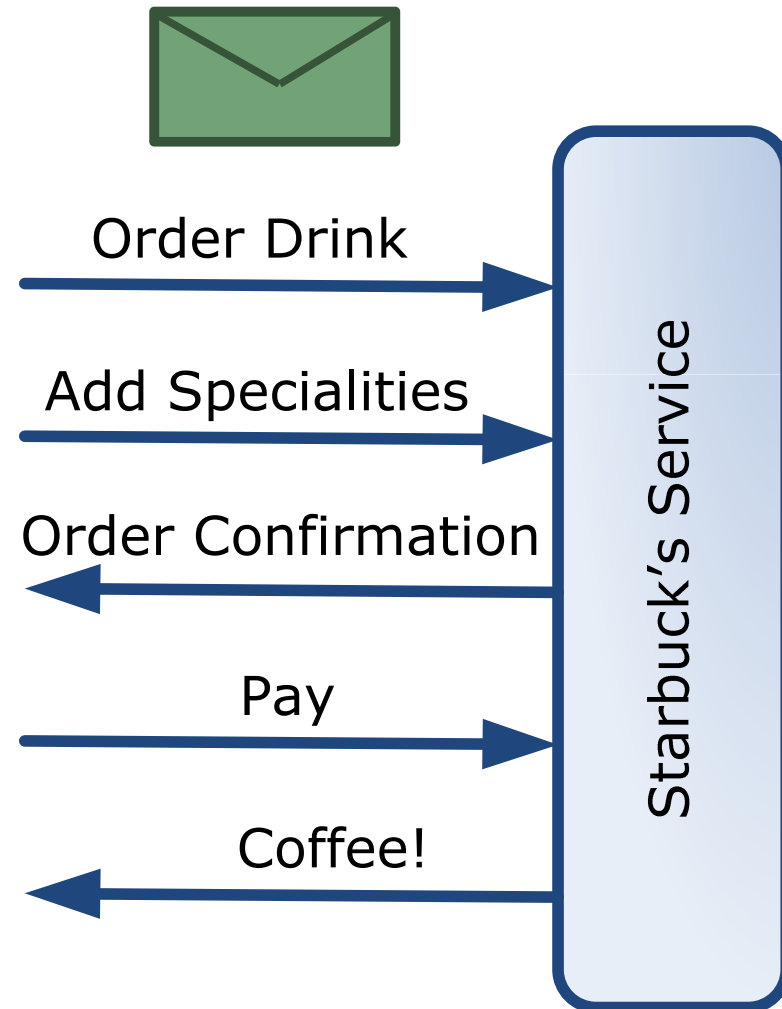 Order Drink
Add Specialities
Order Confirmation
Pay
Coffee!
Starbuck’s Service